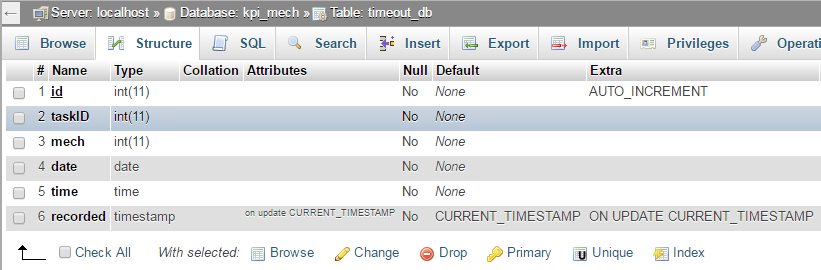 Server: localhost » Database: kpi_mech » Table: timeout_db
Browse Structure SQL Search Insert Export Import Privileges Operati
# Name Type Collation Attributes Null Default Extra
1 id int(11) No None AUTO_INCREMENT
2 taskID int(11) No None
3 mech int(11) No None
4 date date No None
5 time time No None
6 recorded timestamp on update CURRENT_TIMESTAMP No CURRENT_TIMESTAMP ON UPDATE CURRENT_TIMESTAMP
Check All With selected: Browse Change Drop Primary Unique Index